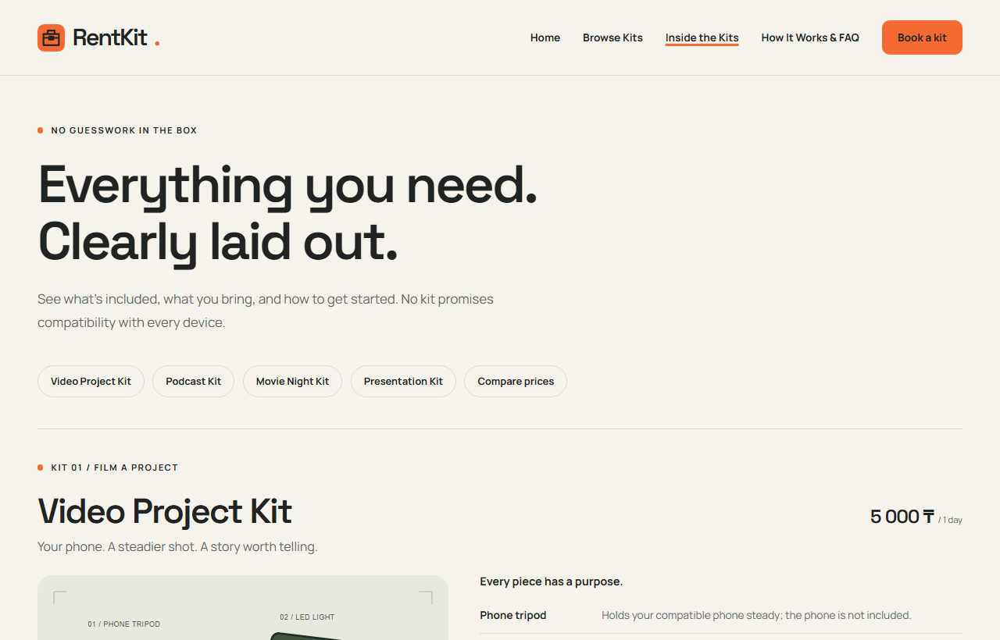 RentKit .
Home
Browse Kits
Inside the Kits
How It Works & FAQ
Book a kit
NO GUESSWORK IN THE BOX
Everything you need.
Clearly laid out.
See what's included, what you bring, and how to get started. No kit promises
compatibility with every device.
Video Project Kit
Podcast Kit
Movie Night Kit
Presentation Kit
Compare prices
KIT 01 / FILM A PROJECT
Video Project Kit
5 000 ₸ / 1 day
Your phone. A steadier shot. A story worth telling.
01 / PHONE TRIPOD
02 / LED LIGHT
Every piece has a purpose.
Phone tripod
Holds your compatible phone steady; the phone is not included.